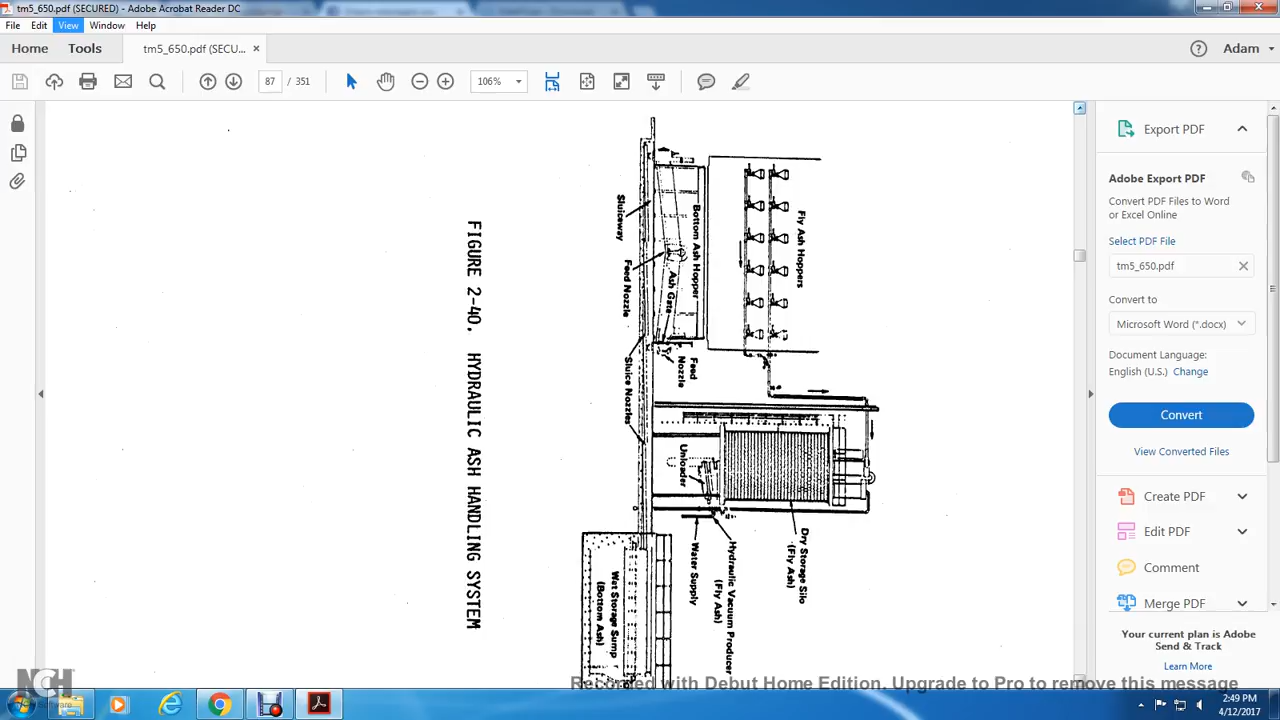 tm5_650.pdf (SECURED) - Adobe Acrobat Reader DC
File Edit View Window Help
Home Tools tm5_650.pdf (SECU... × Adam
87 / 351 106%
Fly Ash Hoppers
Bottom Ash Hopper
Ash Gate
Feed Nozzle
Sluiceway
Feed
Nozzle
Sluice Nozzles
Unloader
Dry Storage Silo
(Fly Ash)
Hydraulic Vacuum Producer
(Fly Ash)
Water Supply
Wet Storage Sump
(Bottom Ash)
FIGURE 2-40. HYDRAULIC ASH HANDLING SYSTEM
Export PDF
Adobe Export PDF
Convert PDF Files to Word
or Excel Online
Select PDF File
tm5_650.pdf
Convert to
Microsoft Word (*.docx)
Document Language:
English (U.S.) Change
Convert
View Converted Files
Create PDF
Edit PDF
Comment
Merge PDF
Your current plan is Adobe
Send & Track
Learn More
Recorded with Debut Home Edition. Upgrade to Pro to remove this message
NCH
Software
2:49 PM
4/12/2017